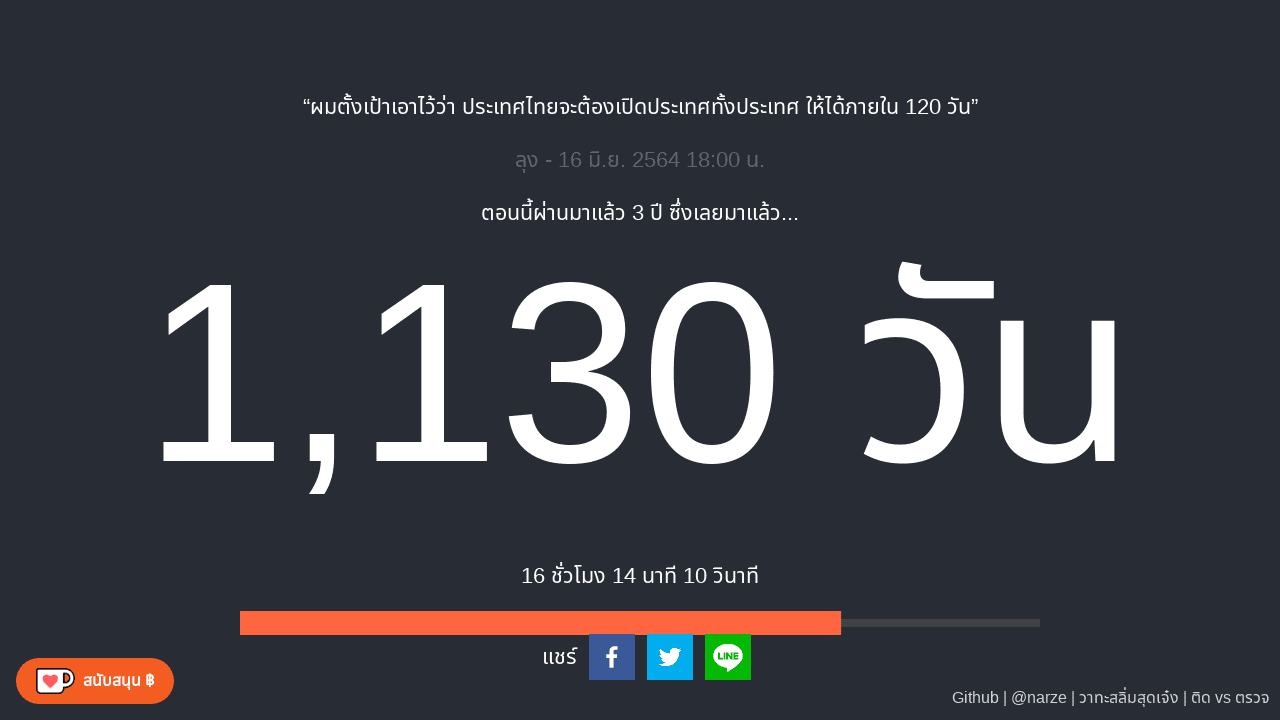 “ผมตั้งเป้าเอาไว้ว่า ประเทศไทยจะต้องเปิดประเทศทั้งประเทศ ให้ได้ภายใน 120 วัน”
ลุง - 16 มิ.ย. 2564 18:00 น.
ตอนนี้ผ่านมาแล้ว 3 ปี ซึ่งเลยมาแล้ว...
1,130 วัน
16 ชั่วโมง 14 นาที 10 วินาที
แชร์
LINE
สนับสนุน ฿
Github | @narze | วาทะสลิ่มสุดเจ๋ง | ติด vs ตรวจ